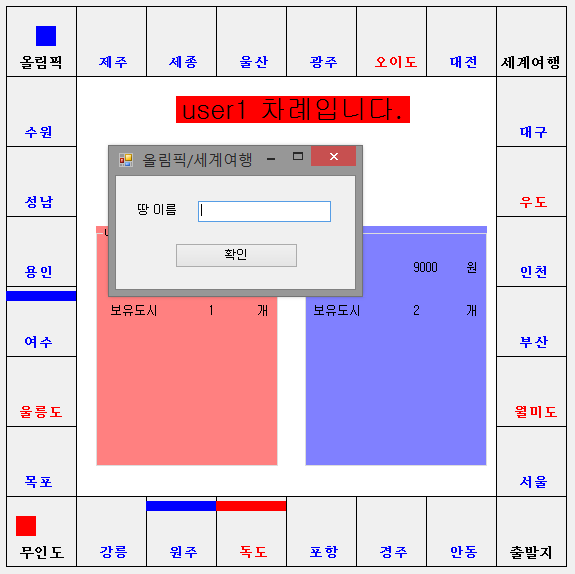 올림픽 제주 세종 울산 광주 오이도 대전 세계여행
수원 대구
user1 차례입니다.
올림픽/세계여행
땅 이름
확인
성남 우도
용인 인천
9000 원
보유도시 1 개
보유도시 2 개
여수 부산
울릉도 월미도
목포 서울
무인도 강릉 원주 독도 포항 경주 안동 출발지